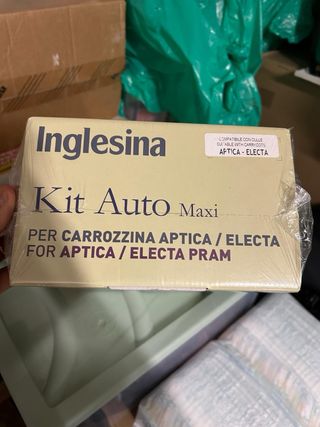 Inglesina
COMPATIBILE CON CULLE
SUITABLE WITH CARRYCOTS
APTICA - ELECTA
Kit Auto Maxi
PER CARROZZINA APTICA / ELECTA
FOR APTICA / ELECTA PRAM